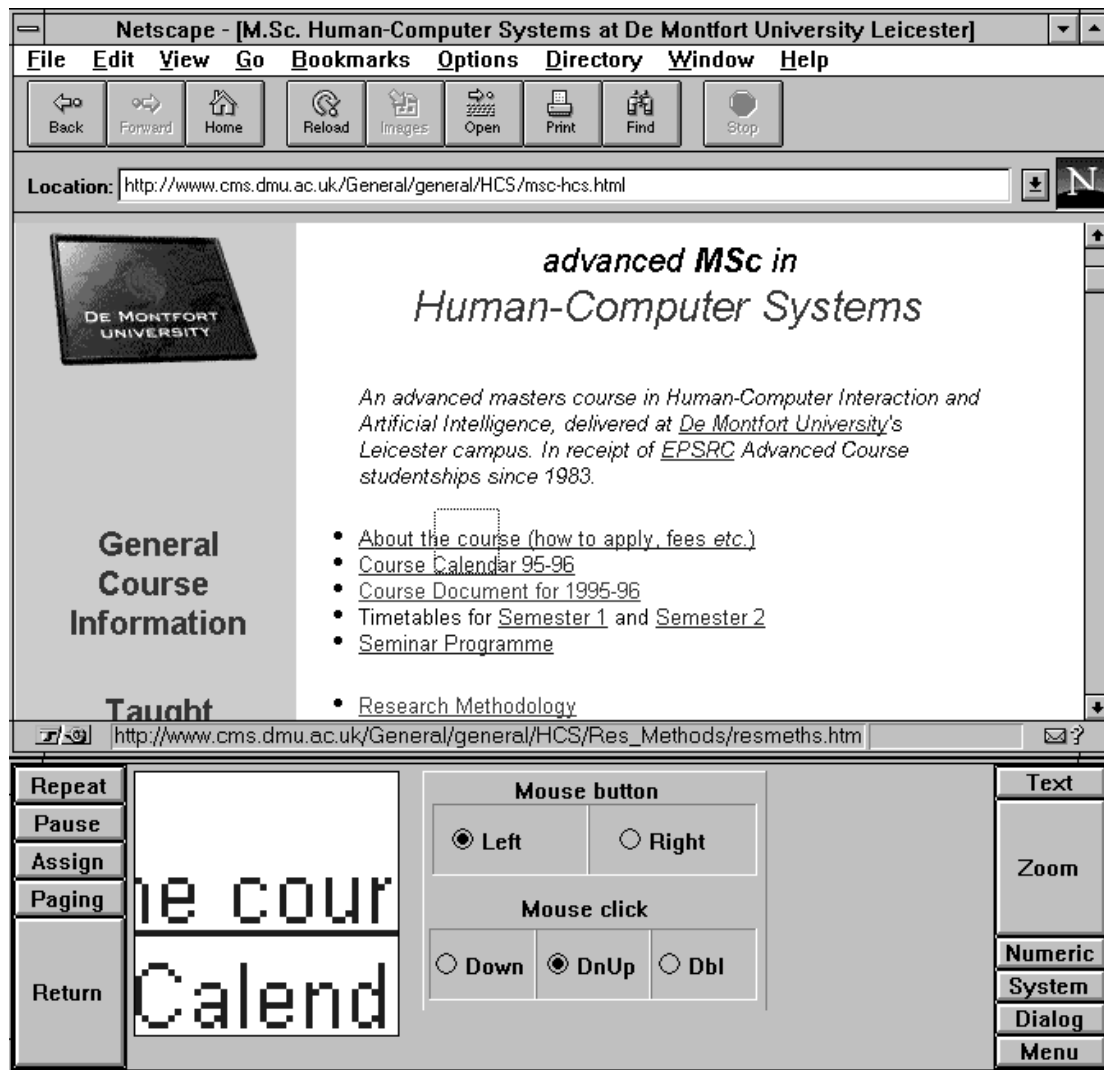 Netscape - [M.Sc. Human-Computer Systems at De Montfort University Leicester]
File Edit View Go Bookmarks Options Directory Window Help
Back Forward Home Reload Images Open Print Find Stop
Location: http://www.cms.dmu.ac.uk/General/general/HCS/msc-hcs.html
N
DE MONTFORT
UNIVERSITY
advanced MSc in
Human-Computer Systems
An advanced masters course in Human-Computer Interaction and
Artificial Intelligence, delivered at De Montfort University's
Leicester campus. In receipt of EPSRC Advanced Course
studentships since 1983.
General
Course
Information
• About the course (how to apply, fees etc.)
• Course Calendar 95-96
• Course Document for 1995-96
• Timetables for Semester 1 and Semester 2
• Seminar Programme
Taught
• Research Methodology
http://www.cms.dmu.ac.uk/General/general/HCS/Res_Methods/resmeths.htm
?
Repeat
Pause
Assign
Paging
Return
he cour
Calend
Mouse button
Left Right
Mouse click
Down DnUp Dbl
Text
Zoom
Numeric
System
Dialog
Menu